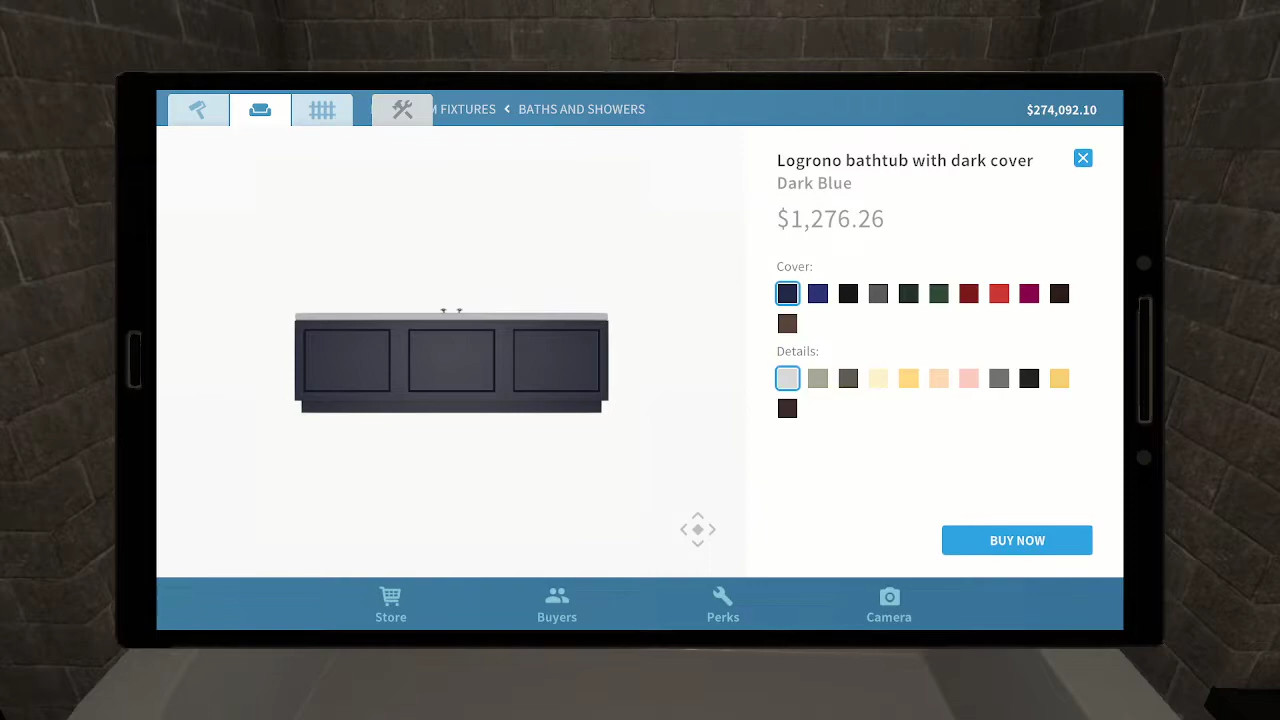 M FIXTURES < BATHS AND SHOWERS
$274,092.10
Logrono bathtub with dark cover
Dark Blue
$1,276.26
Cover:
Details:
BUY NOW
Store
Buyers
Perks
Camera